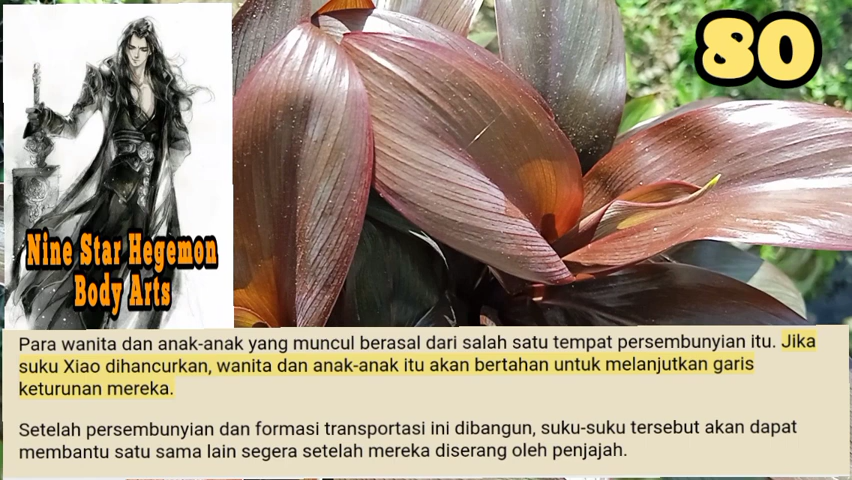 80
Nine Star Hegemon
Body Arts
Para wanita dan anak-anak yang muncul berasal dari salah satu tempat persembunyian itu. Jika
suku Xiao dihancurkan, wanita dan anak-anak itu akan bertahan untuk melanjutkan garis
keturunan mereka.
Setelah persembunyian dan formasi transportasi ini dibangun, suku-suku tersebut akan dapat
membantu satu sama lain segera setelah mereka diserang oleh penjajah.